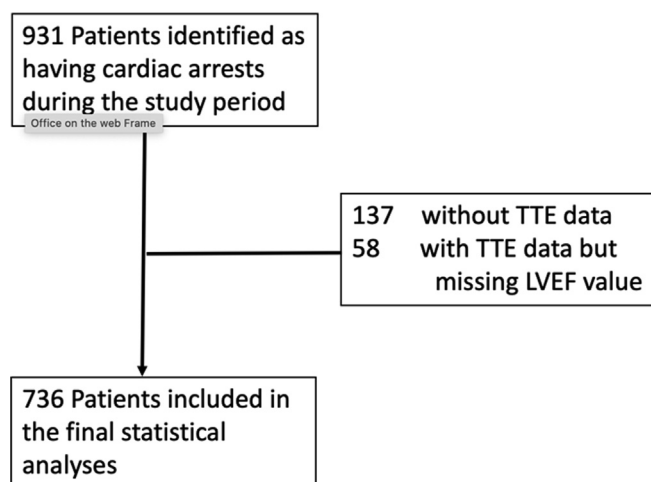 931 Patients identified as
having cardiac arrests
during the study period
Office on the web Frame
137 without TTE data
58 with TTE data but
missing LVEF value
736 Patients included in
the final statistical
analyses